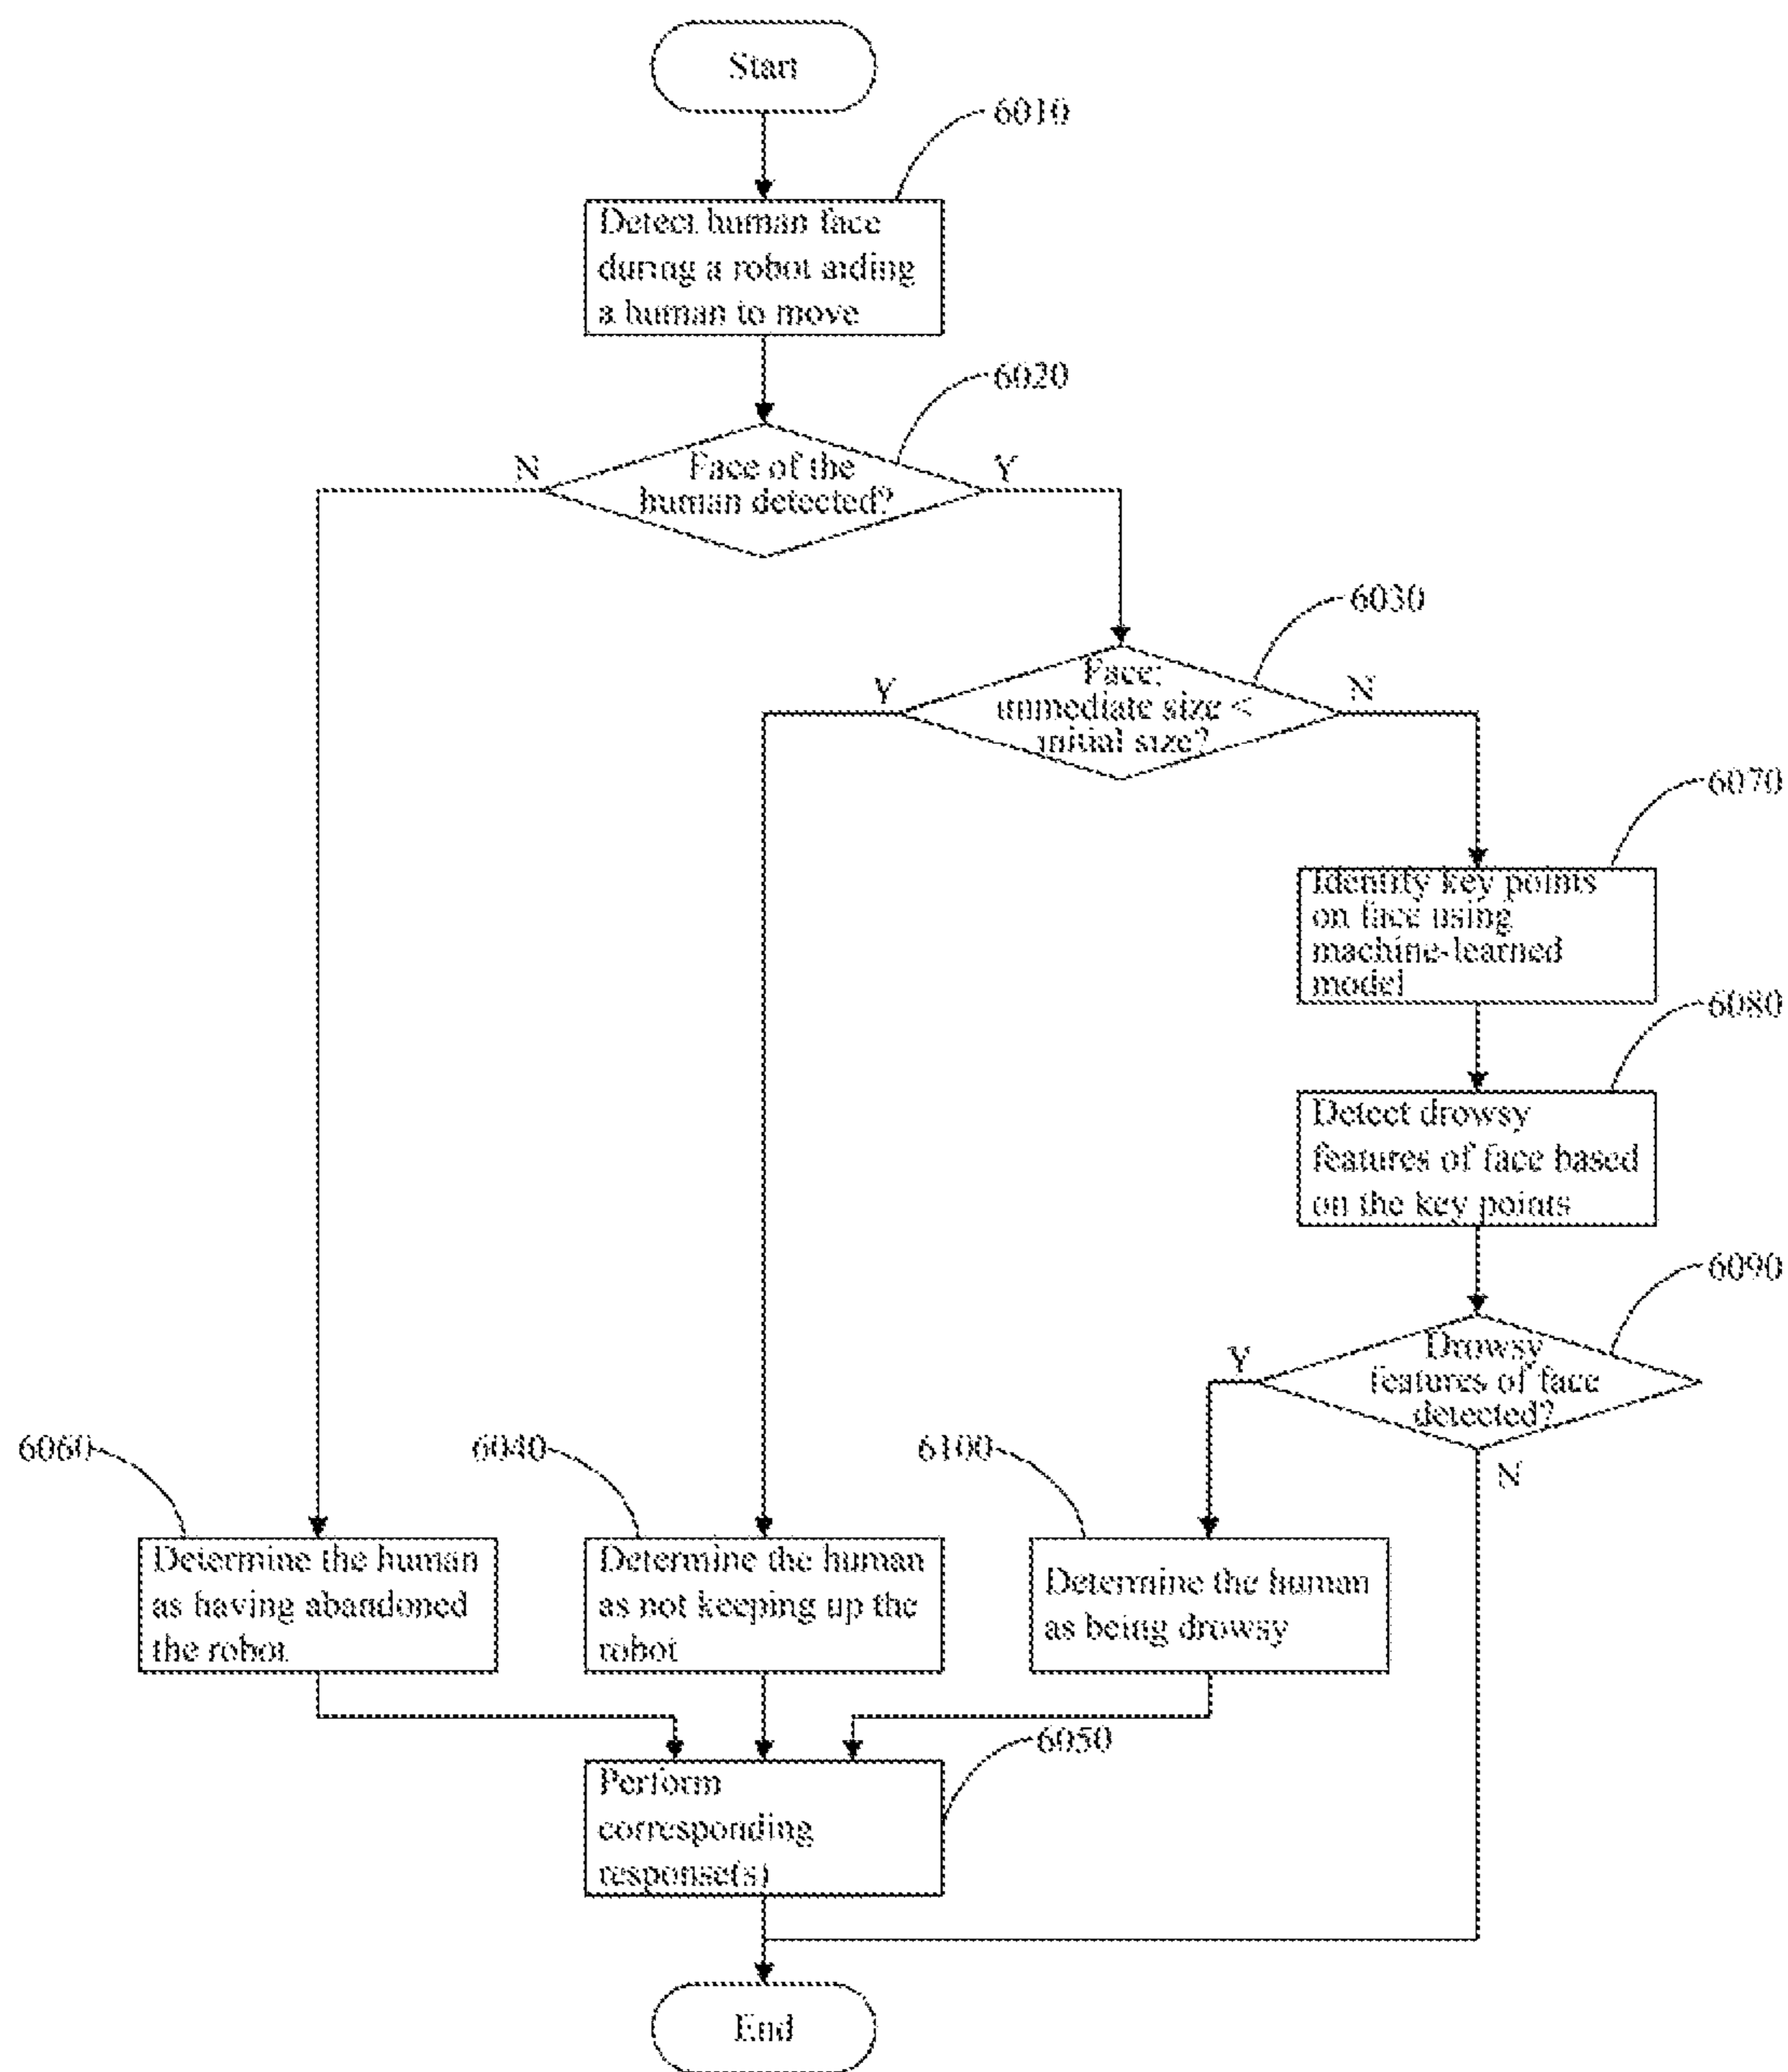 Start
6010
Detect human face
during a robot aiding
a human to move
6020
N
Face of the
human detected?
Y
6030
Y
Face:
immediate size <
initial size?
N
6070
Identify key points
on face using
machine-learned
model
6080
Detect drowsy
features of face based
on the key points
6090
Y
Drowsy
features of face
detected?
N
6060
6040
6100
Determine the human
as having abandoned
the robot
Determine the human
as not keeping up the
robot
Determine the human
as being drowsy
6050
Perform
corresponding
response(s)
End